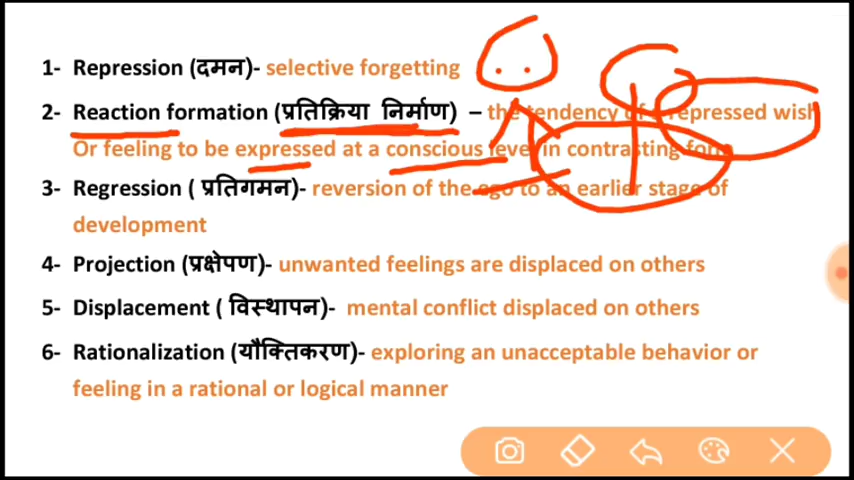 1- Repression (दमन)- selective forgetting
2- Reaction formation (प्रतिक्रिया निर्माण) – the tendency of a repressed wish
Or feeling to be expressed at a conscious level in contrasting form
3- Regression ( प्रतिगमन)- reversion of the ego to an earlier stage of
development
4- Projection (प्रक्षेपण)- unwanted feelings are displaced on others
5- Displacement ( विस्थापन)- mental conflict displaced on others
6- Rationalization (यौक्तिकरण)- exploring an unacceptable behavior or
feeling in a rational or logical manner